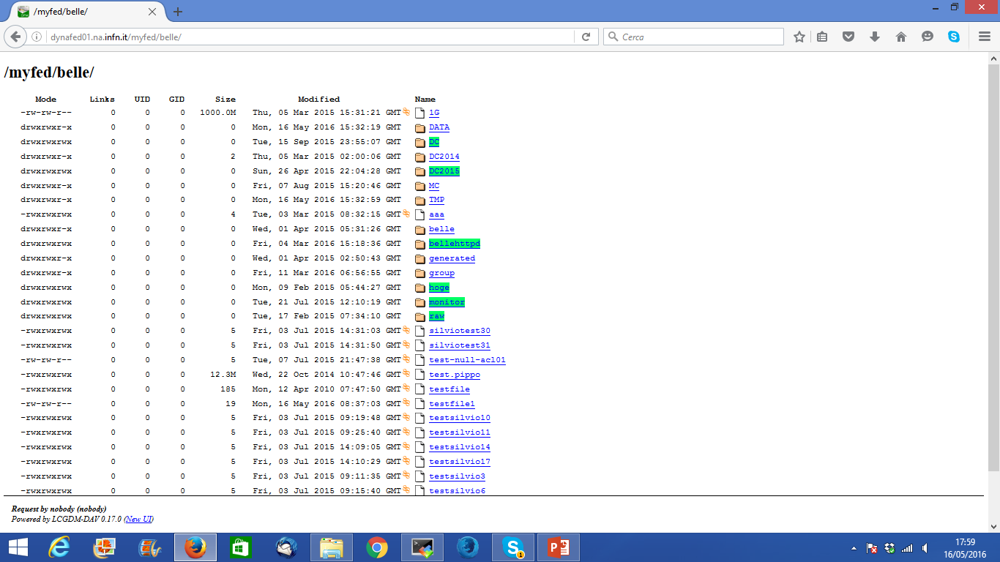 /myfed/belle/
dynafed01.na.infn.it/myfed/belle/
Cerca
/myfed/belle/
Mode Links UID GID Size Modified Name
-rw-rw-r-- 0 0 0 1000.0M Thu, 05 Mar 2015 15:31:21 GMT 1G
drwxrwxr-x 0 0 0 0 Mon, 16 May 2016 15:32:19 GMT DATA
drwxrwxrwx 0 0 0 0 Tue, 15 Sep 2015 23:55:07 GMT DC
drwxrwxr-x 0 0 0 2 Thu, 05 Mar 2015 02:00:06 GMT DC2014
drwxrwxrwx 0 0 0 0 Sun, 26 Apr 2015 22:04:28 GMT DC2015
drwxrwxr-x 0 0 0 0 Fri, 07 Aug 2015 15:20:46 GMT MC
drwxrwxr-x 0 0 0 0 Mon, 16 May 2016 15:32:59 GMT TMP
-rwxrwxrwx 0 0 0 4 Tue, 03 Mar 2015 08:32:15 GMT aaa
drwxrwxr-x 0 0 0 0 Wed, 01 Apr 2015 05:31:26 GMT belle
drwxrwxrwx 0 0 0 0 Fri, 04 Mar 2016 15:18:36 GMT bellehttpd
drwxrwxr-x 0 0 0 0 Wed, 01 Apr 2015 02:50:43 GMT generated
drwxrwxr-x 0 0 0 0 Fri, 11 Mar 2016 06:56:55 GMT group
drwxrwxrwx 0 0 0 0 Mon, 09 Feb 2015 05:44:27 GMT hoge
drwxrwxrwx 0 0 0 0 Tue, 21 Jul 2015 12:10:19 GMT monitor
drwxrwxrwx 0 0 0 0 Tue, 17 Feb 2015 07:34:10 GMT raw
-rwxrwxrwx 0 0 0 5 Fri, 03 Jul 2015 14:31:03 GMT silviotest30
-rwxrwxrwx 0 0 0 5 Fri, 03 Jul 2015 14:31:50 GMT silviotest31
-rw-rw-r-- 0 0 0 5 Tue, 07 Jul 2015 21:47:38 GMT test-null-acl01
-rwxrwxrwx 0 0 0 12.3M Wed, 22 Oct 2014 10:47:46 GMT test.pippo
-rwxrwxrwx 0 0 0 185 Mon, 12 Apr 2010 07:47:50 GMT testfile
-rw-rw-r-- 0 0 0 19 Mon, 16 May 2016 08:37:03 GMT testfile1
-rwxrwxrwx 0 0 0 5 Fri, 03 Jul 2015 09:19:48 GMT testsilvio10
-rwxrwxrwx 0 0 0 5 Fri, 03 Jul 2015 09:25:40 GMT testsilvio11
-rwxrwxrwx 0 0 0 5 Fri, 03 Jul 2015 14:09:05 GMT testsilvio14
-rwxrwxrwx 0 0 0 5 Fri, 03 Jul 2015 14:10:29 GMT testsilvio17
-rwxrwxrwx 0 0 0 5 Fri, 03 Jul 2015 09:11:35 GMT testsilvio3
-rwxrwxrwx 0 0 0 5 Fri, 03 Jul 2015 09:15:40 GMT testsilvio6
Request by nobody (nobody)
Powered by LCGDM-DAV 0.17.0 (New UI)
17:59
16/05/2016